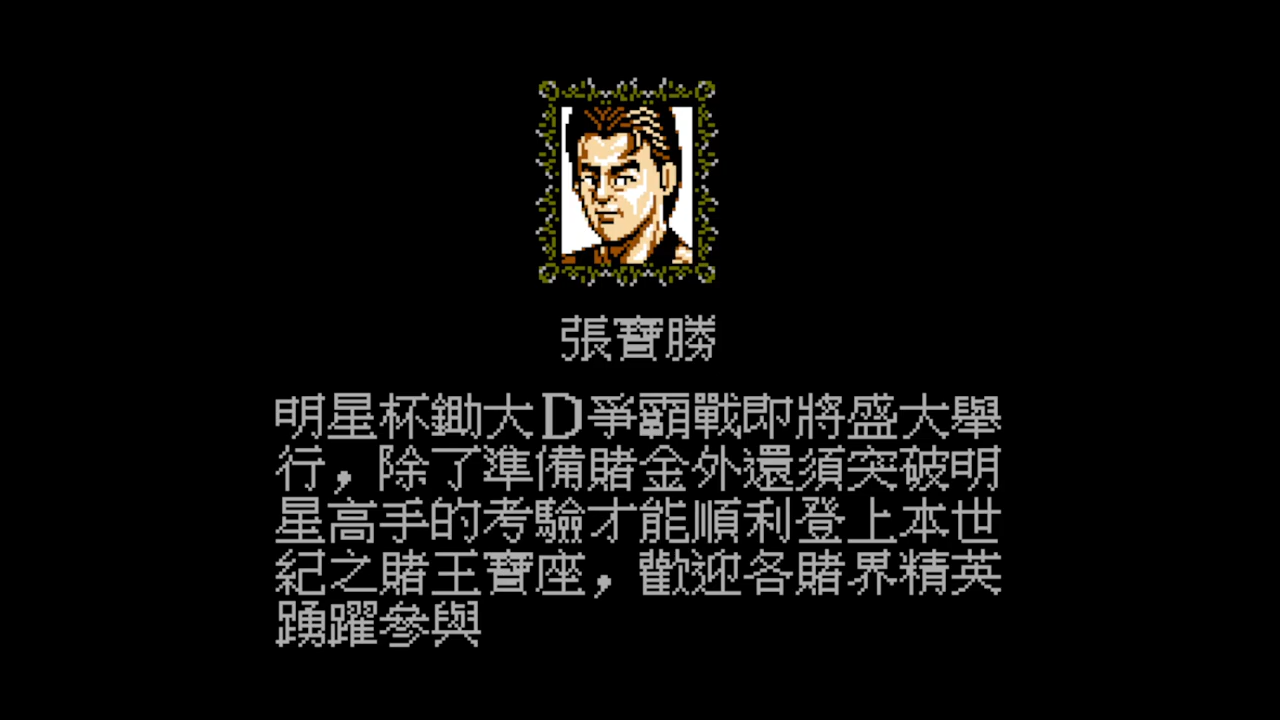 張寶勝
明星杯鋤大D爭霸戰即將盛大舉
行，除了準備賭金外還須突破明
星高手的考驗才能順利登上本世
紀之賭王寶座，歡迎各賭界精英
踴躍參與